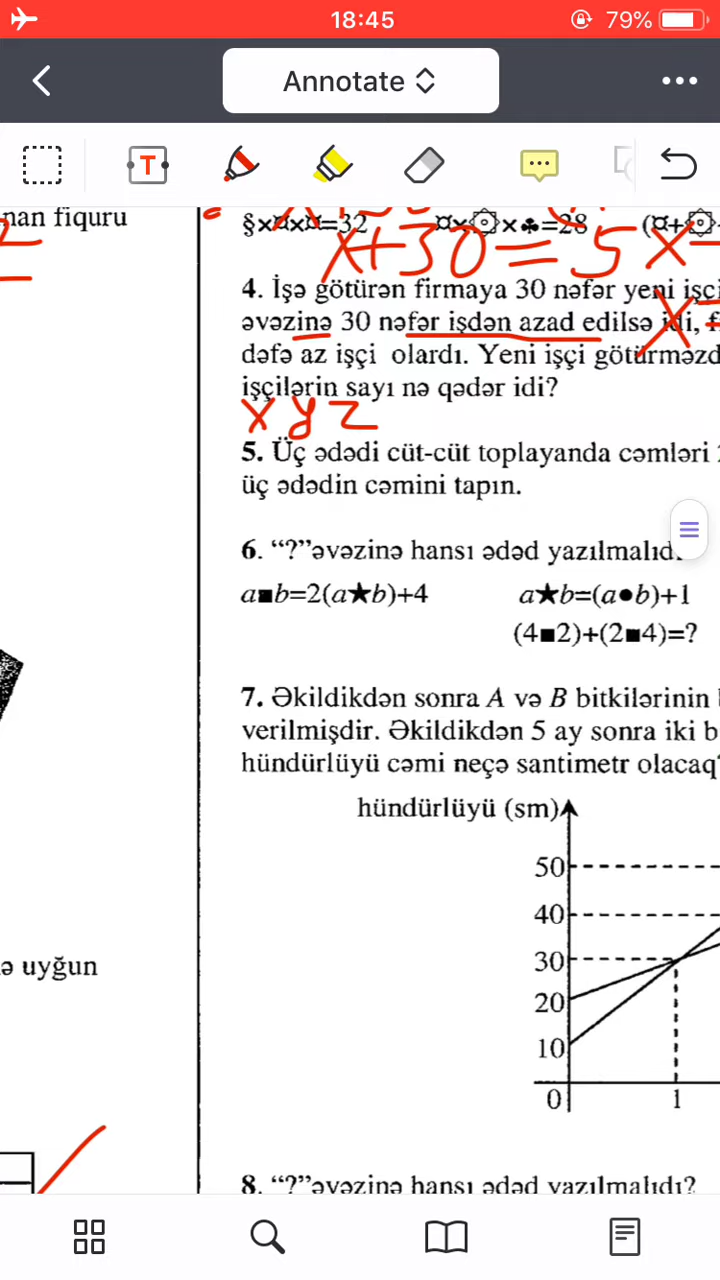 18:45
79%
Annotate
T
nan fiquru
§×¤×¤=32 ¤×۞×♣=28 (¤+۞
x+30=5x-
4. İşə götürən firmaya 30 nəfər yeni işçi
əvəzinə 30 nəfər işdən azad edilsə idi,
dəfə az işçi olardı. Yeni işçi götürməzd
işçilərin sayı nə qədər idi?
x y z
5. Üç ədədi cüt-cüt toplayanda cəmləri
üç ədədin cəmini tapın.
6. “?”əvəzinə hansı ədəd yazılmalıd
a■b=2(a★b)+4 a★b=(a●b)+1
(4■2)+(2■4)=?
7. Əkildikdən sonra A və B bitkilərinin
verilmişdir. Əkildikdən 5 ay sonra iki b
hündürlüyü cəmi neçə santimetr olacaq
hündürlüyü (sm)
50
40
30
20
10
0 1
ə uyğun
8. “?”əvəzinə hansı ədəd yazılmalıdı?